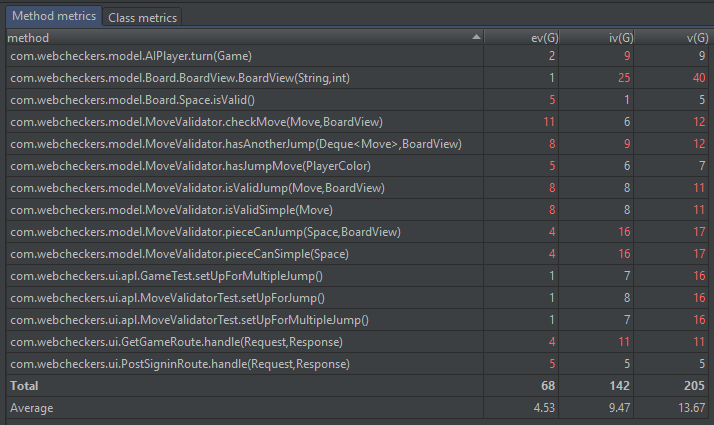 Method metrics Class metrics
method ev(G) iv(G) v(G)
com.webcheckers.model.AIPlayer.turn(Game) 2 9 9
com.webcheckers.model.Board.BoardView.BoardView(String,int) 1 25 40
com.webcheckers.model.Board.Space.isValid() 5 1 5
com.webcheckers.model.MoveValidator.checkMove(Move,BoardView) 11 6 12
com.webcheckers.model.MoveValidator.hasAnotherJump(Deque<Move>,BoardView) 8 9 12
com.webcheckers.model.MoveValidator.hasJumpMove(PlayerColor) 5 6 7
com.webcheckers.model.MoveValidator.isValidJump(Move,BoardView) 8 8 11
com.webcheckers.model.MoveValidator.isValidSimple(Move) 8 8 11
com.webcheckers.model.MoveValidator.pieceCanJump(Space,BoardView) 4 16 17
com.webcheckers.model.MoveValidator.pieceCanSimple(Space) 4 16 17
com.webcheckers.ui.apl.GameTest.setUpForMultipleJump() 1 7 16
com.webcheckers.ui.apl.MoveValidatorTest.setUpForJump() 1 8 16
com.webcheckers.ui.apl.MoveValidatorTest.setUpForMultipleJump() 1 7 16
com.webcheckers.ui.GetGameRoute.handle(Request,Response) 4 11 11
com.webcheckers.ui.PostSigninRoute.handle(Request,Response) 5 5 5
Total 68 142 205
Average 4.53 9.47 13.67